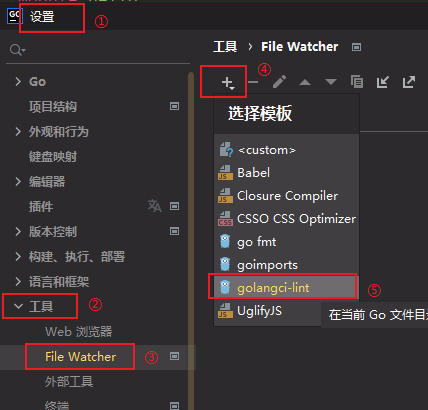 GO 设置 ①
工具 › File Watcher
④
Go
项目结构
外观和行为
键盘映射
编辑器
插件
版本控制
构建、执行、部署
语言和框架
工具 ②
Web 浏览器
File Watcher ③
外部工具
终端
选择模板
<custom>
Babel
Closure Compiler
CSSO CSS Optimizer
go fmt
goimports
golangci-lint ⑤
UglifyJS
在当前 Go 文件目